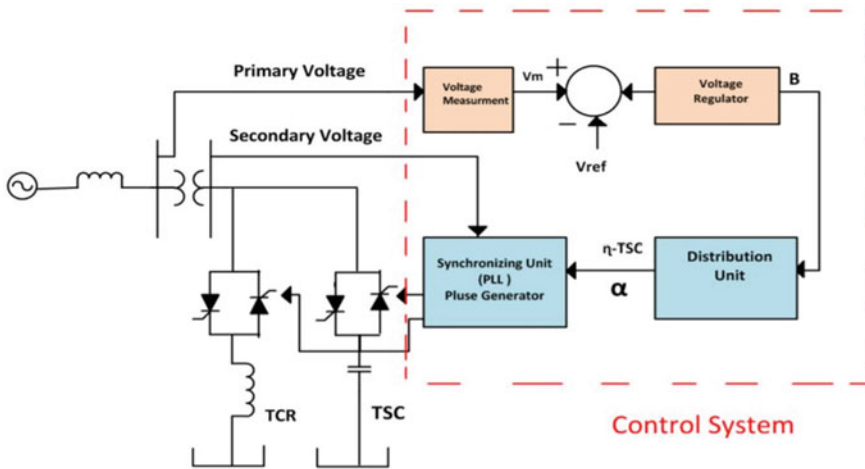 Primary Voltage
Secondary Voltage
Voltage
Measurment
Vm
+
−
Vref
Voltage
Regulator
B
Synchronizing Unit
(PLL )
Pluse Generator
η-TSC
α
Distribution
Unit
TCR
TSC
Control System